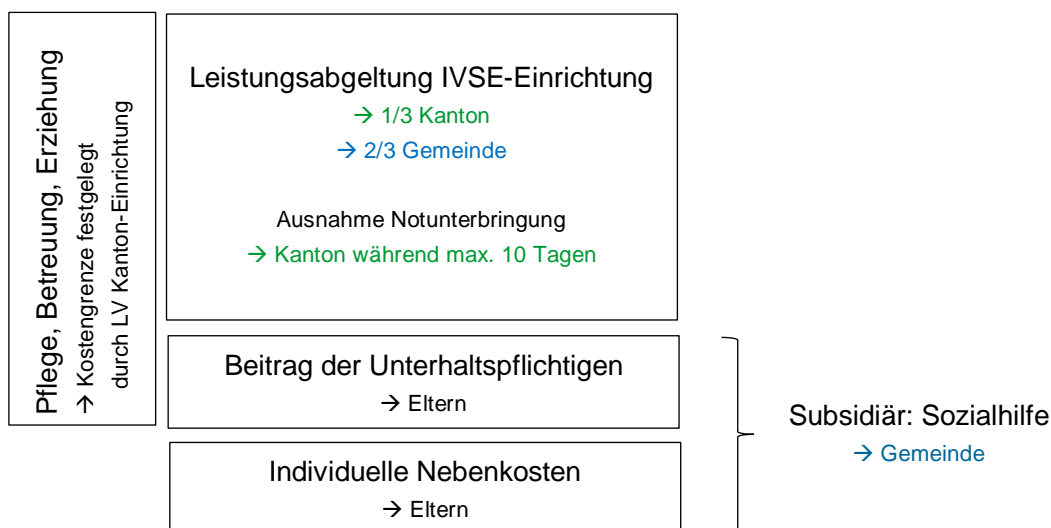 Pflege, Betreuung, Erziehung
→ Kostengrenze festgelegt
durch LV Kanton-Einrichtung
Leistungsabgeltung IVSE-Einrichtung
→ 1/3 Kanton
→ 2/3 Gemeinde
Ausnahme Notunterbringung
→ Kanton während max. 10 Tagen
Beitrag der Unterhaltspflichtigen
→ Eltern
Individuelle Nebenkosten
→ Eltern
Subsidiär: Sozialhilfe
→ Gemeinde